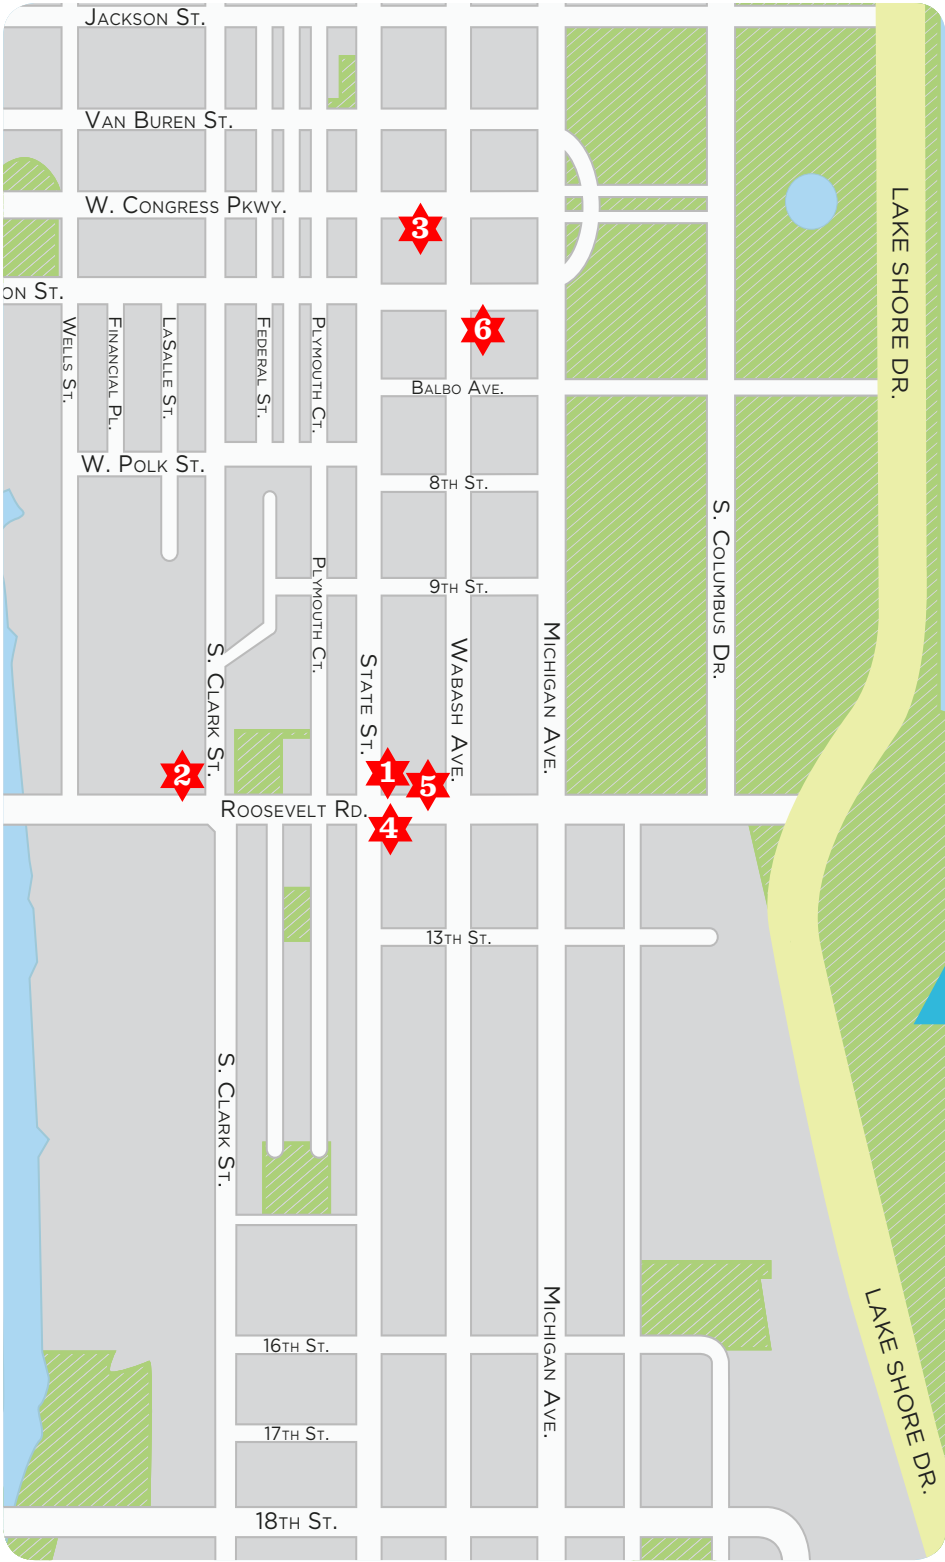 Jackson St.
Van Buren St.
W. Congress Pkwy.
3
LAKE SHORE DR.
on St.
Wells St.
Financial Pl.
LaSalle St.
Federal St.
Plymouth Ct.
6
Balbo Ave.
W. Polk St.
8th St.
S. Columbus Dr.
Plymouth Ct.
9th St.
S. Clark St.
State St.
Wabash Ave.
Michigan Ave.
2
1
5
Roosevelt Rd.
4
13th St.
S. Clark St.
Michigan Ave.
LAKE SHORE DR.
16th St.
17th St.
18th St.